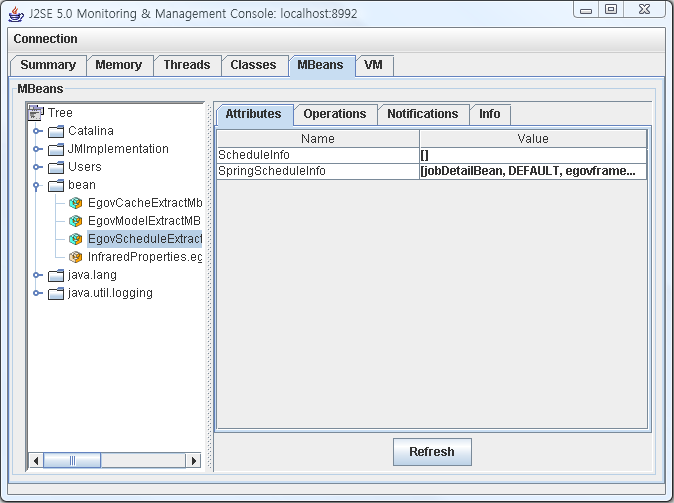 J2SE 5.0 Monitoring & Management Console: localhost:8992
Connection
Summary Memory Threads Classes MBeans VM
MBeans
Tree
Catalina
JMImplementation
Users
bean
EgovCacheExtractMb
EgovModelExtractMB
EgovScheduleExtract
InfraredProperties.eg
java.lang
java.util.logging
Attributes Operations Notifications Info
Name Value
ScheduleInfo []
SpringScheduleInfo [jobDetailBean, DEFAULT, egovframe...
Refresh